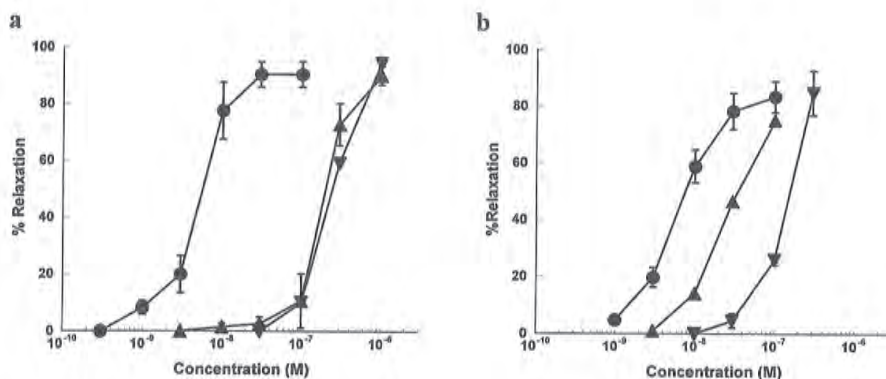 a
100
80
60
40
20
0
% Relaxation
10⁻¹⁰ 10⁻⁹ 10⁻⁸ 10⁻⁷ 10⁻⁶
Concentration (M)
b
100
80
60
40
20
0
%Relaxation
10⁻¹⁰ 10⁻⁹ 10⁻⁸ 10⁻⁷ 10⁻⁶
Concentration (M)